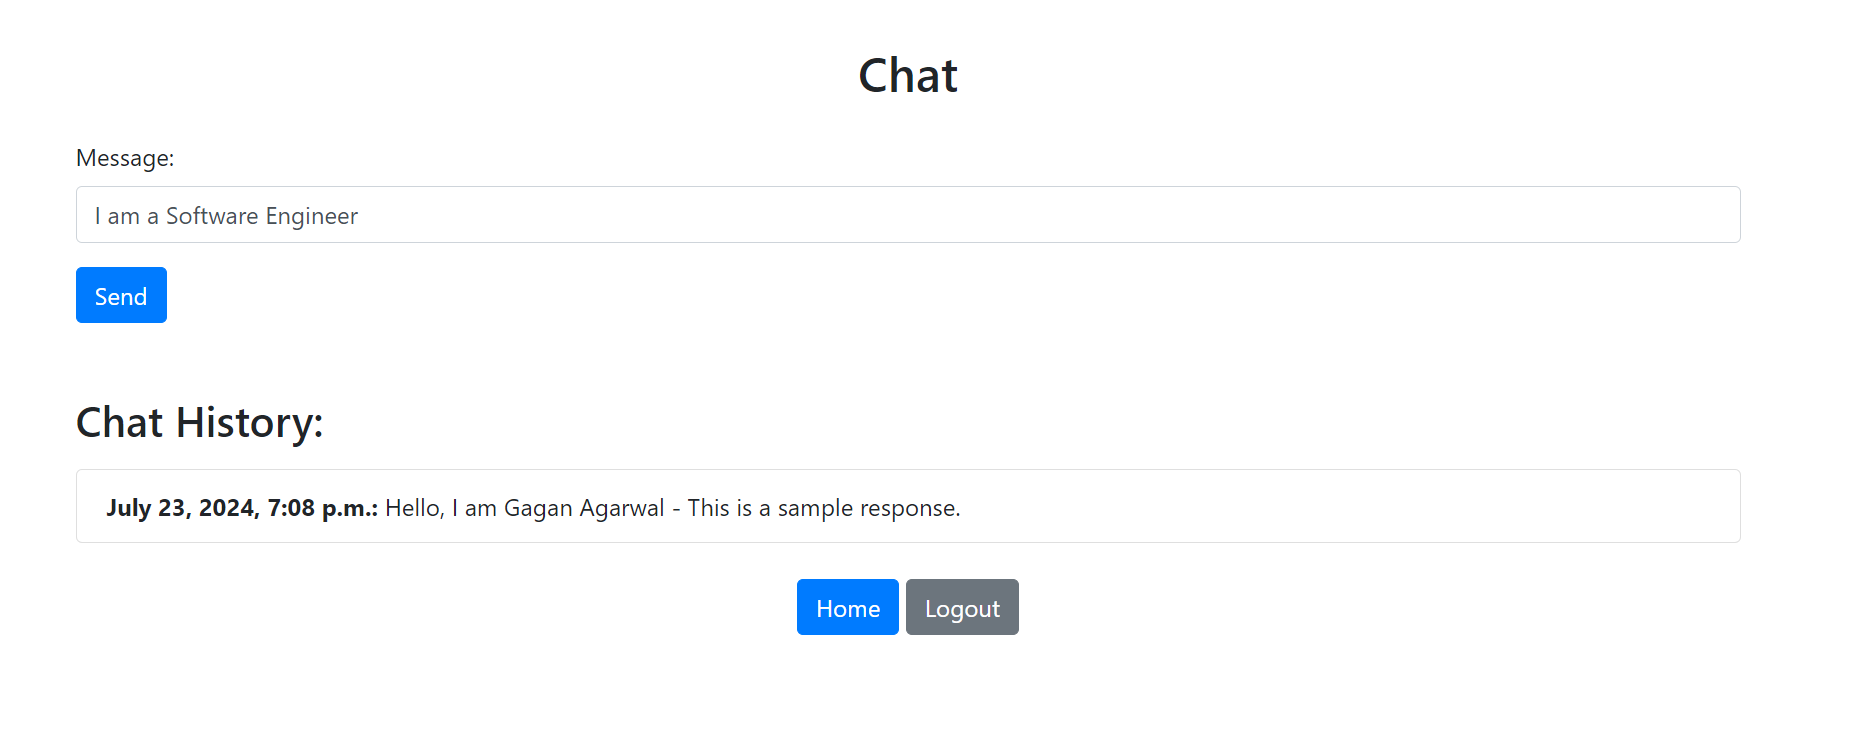 Chat
Message:
I am a Software Engineer
Send
Chat History:
July 23, 2024, 7:08 p.m.: Hello, I am Gagan Agarwal - This is a sample response.
Home Logout